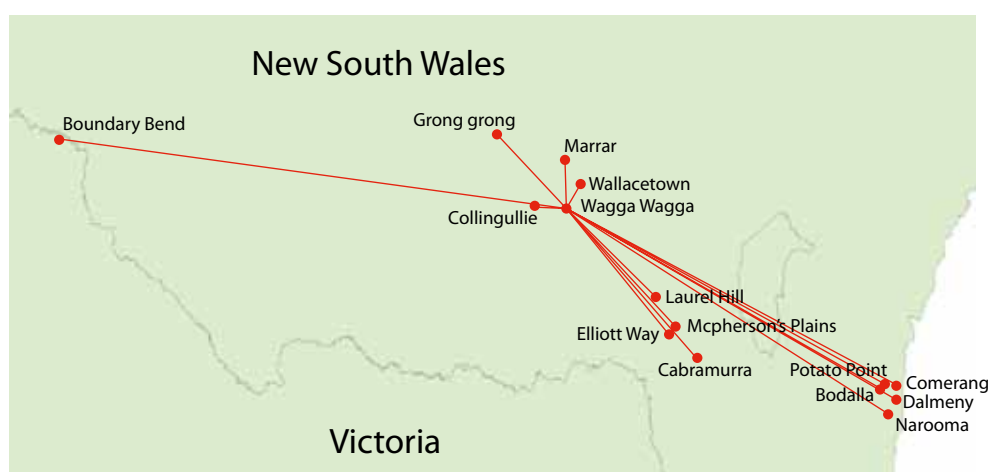 New South Wales
Boundary Bend
Grong grong
Marrar
Wallacetown
Wagga Wagga
Collingullie
Laurel Hill
Mcpherson's Plains
Elliott Way
Cabramurra
Potato Point
Comerang
Bodalla
Dalmeny
Narooma
Victoria